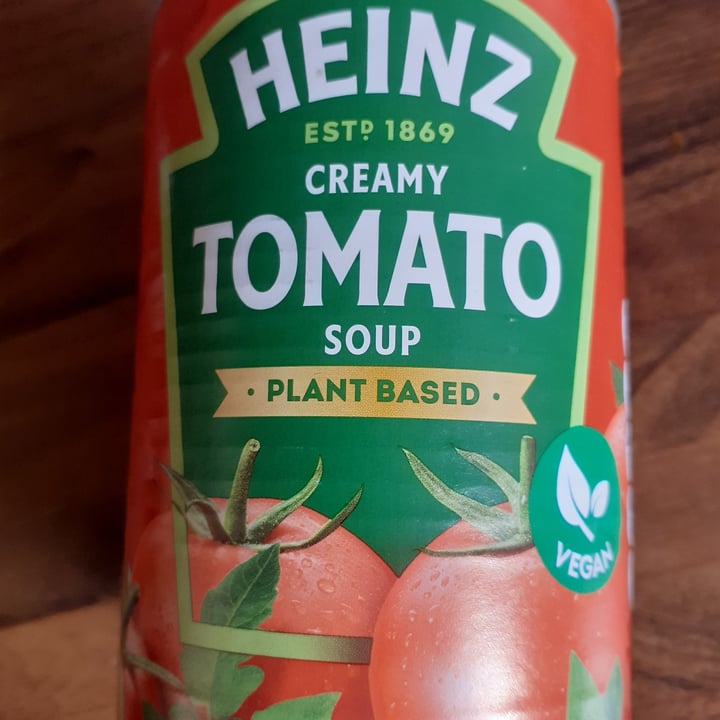 HEINZ
ESTD 1869
CREAMY
TOMATO
SOUP
· PLANT BASED ·
VEGAN